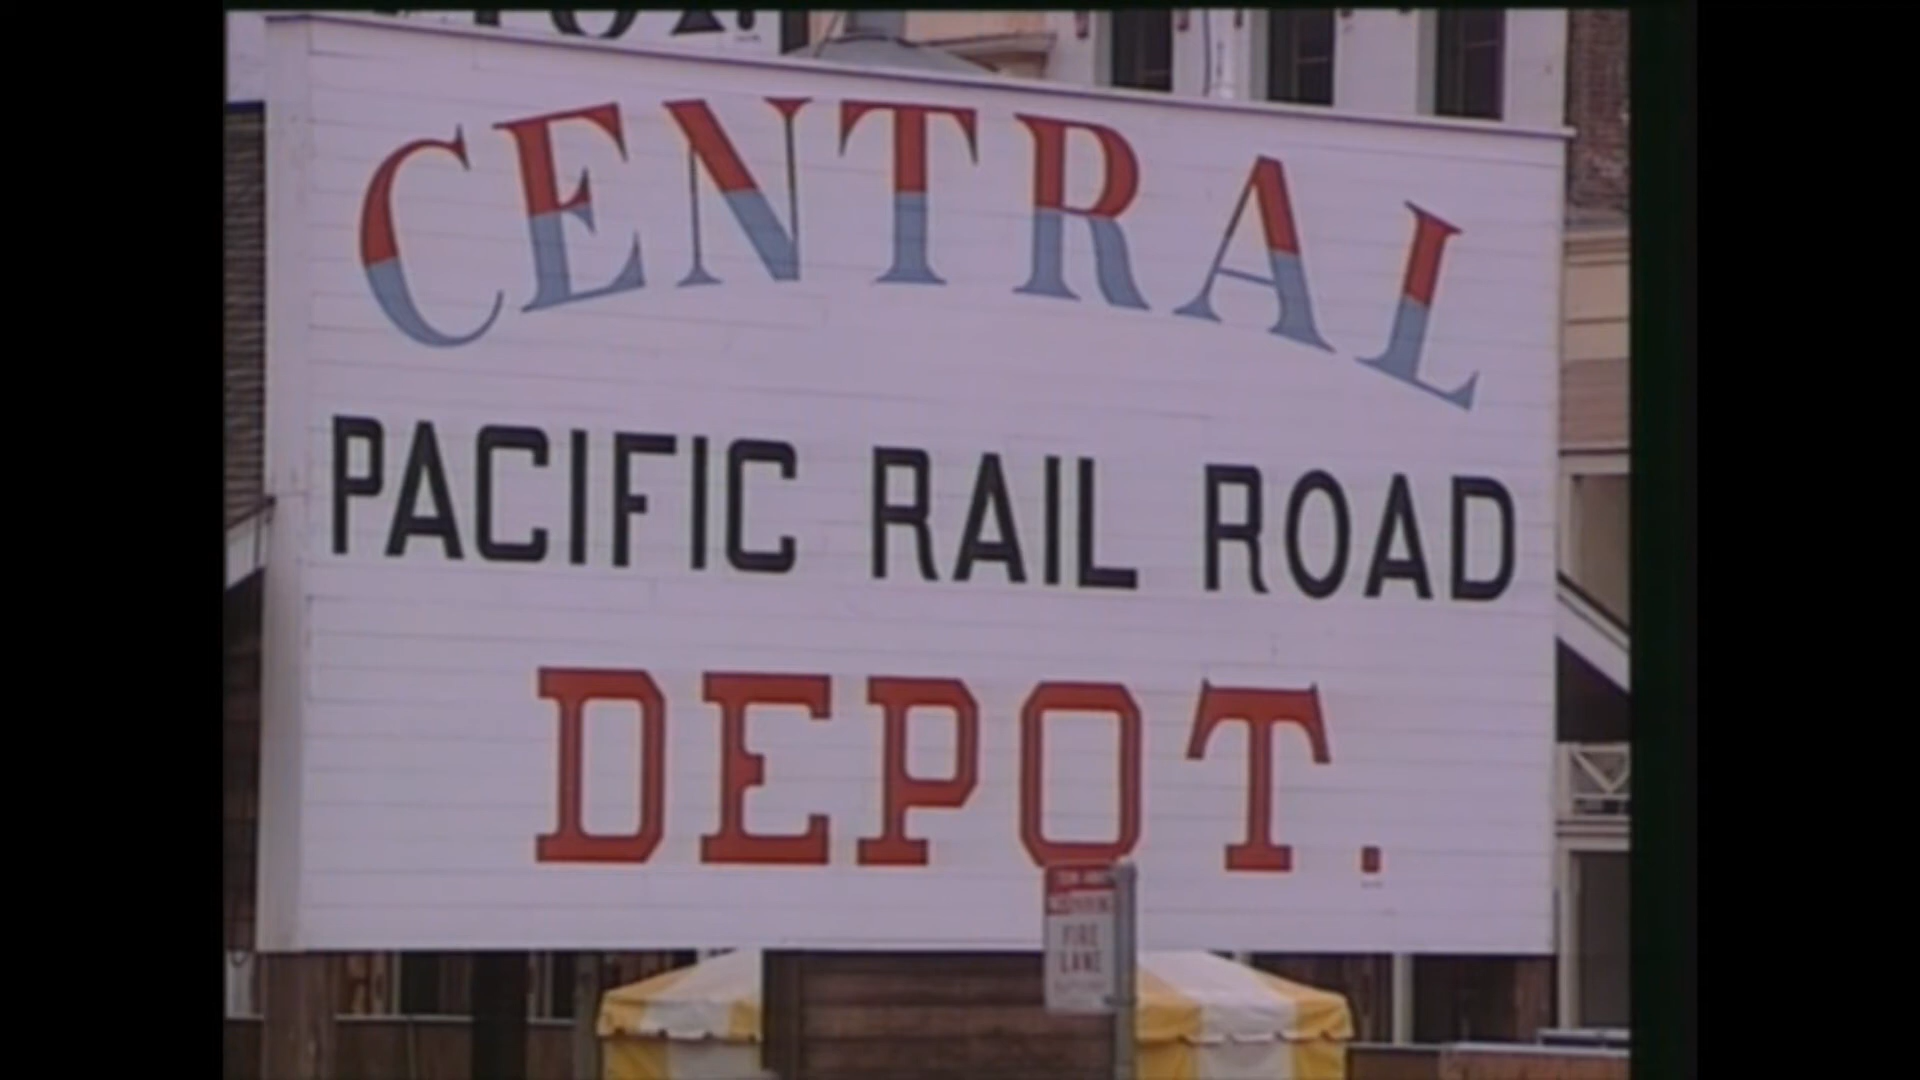 CENTRAL
PACIFIC RAIL ROAD
DEPOT.
FIRE
LANE